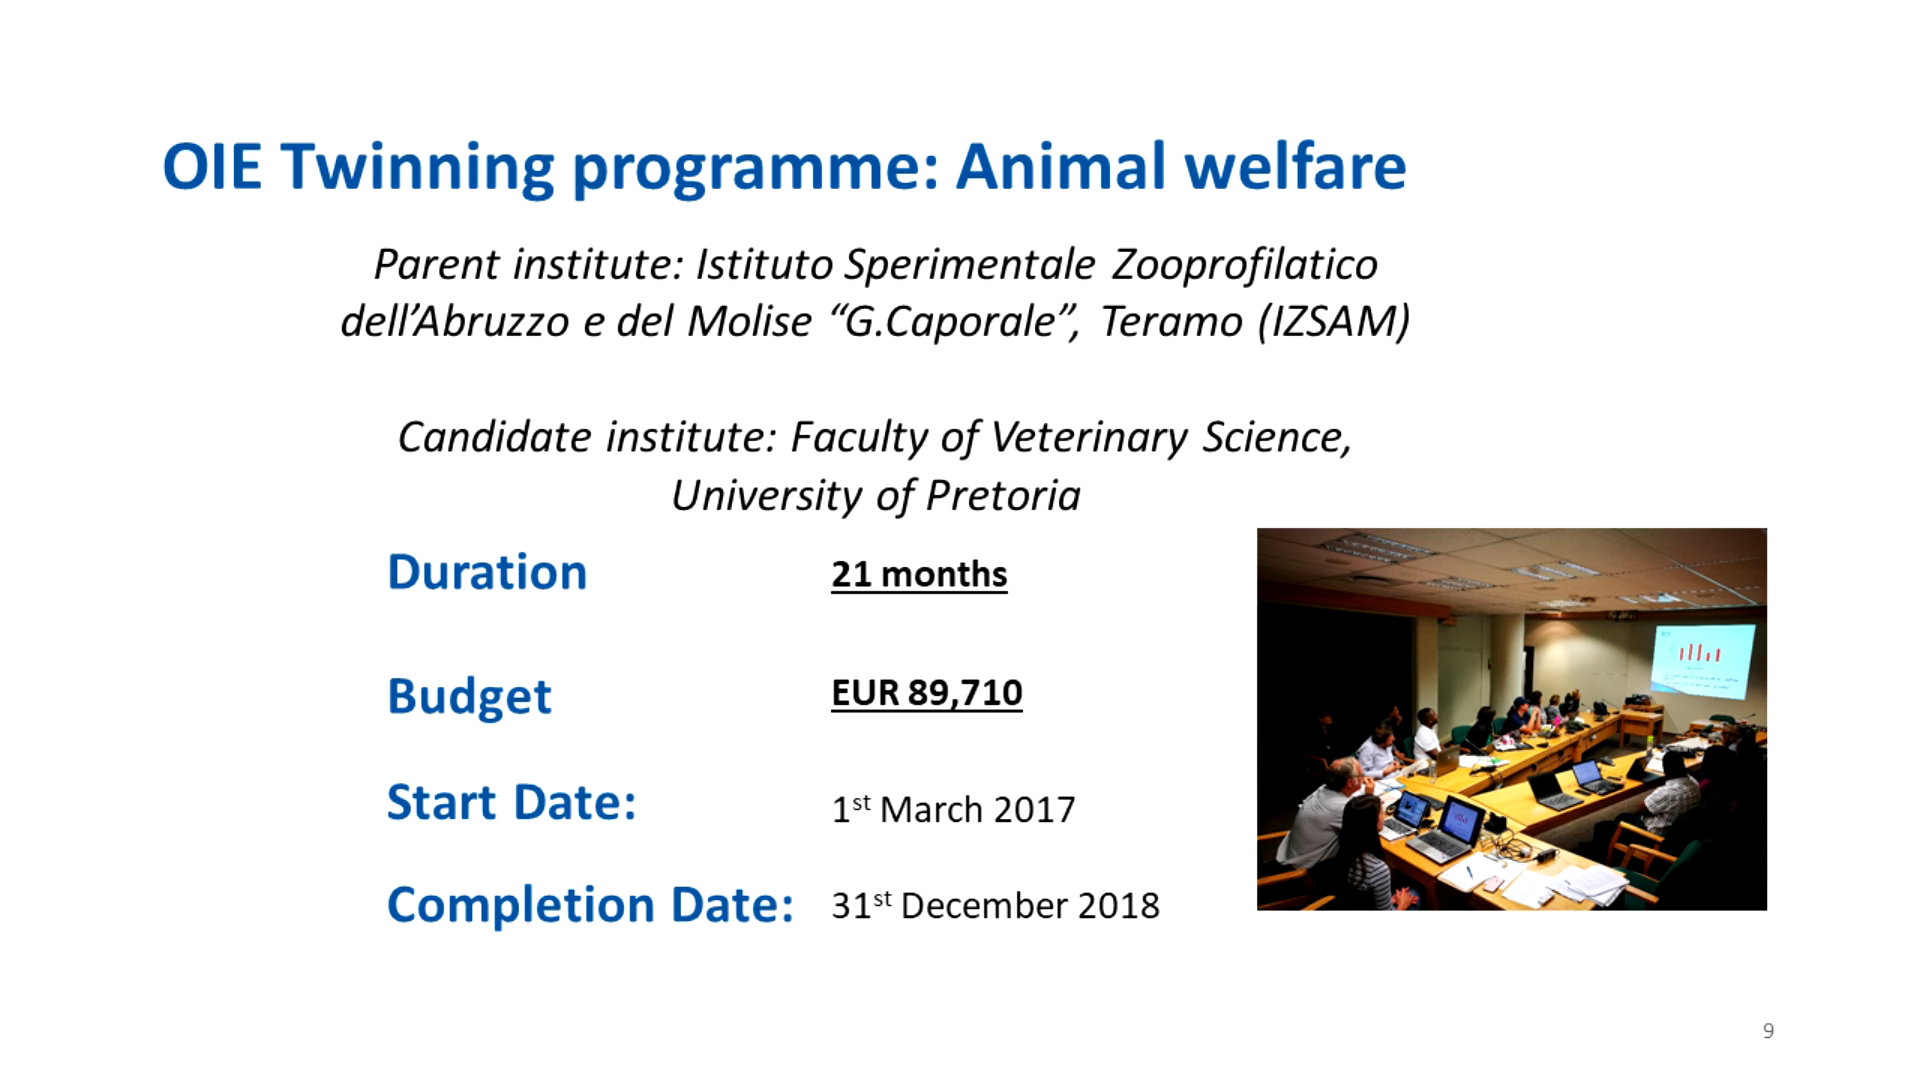 OIE Twinning programme: Animal welfare
Parent institute: Istituto Sperimentale Zooprofilatico
dell’Abruzzo e del Molise “G.Caporale”, Teramo (IZSAM)
Candidate institute: Faculty of Veterinary Science,
University of Pretoria
Duration 21 months
Budget EUR 89,710
Start Date: 1st March 2017
Completion Date: 31st December 2018
9